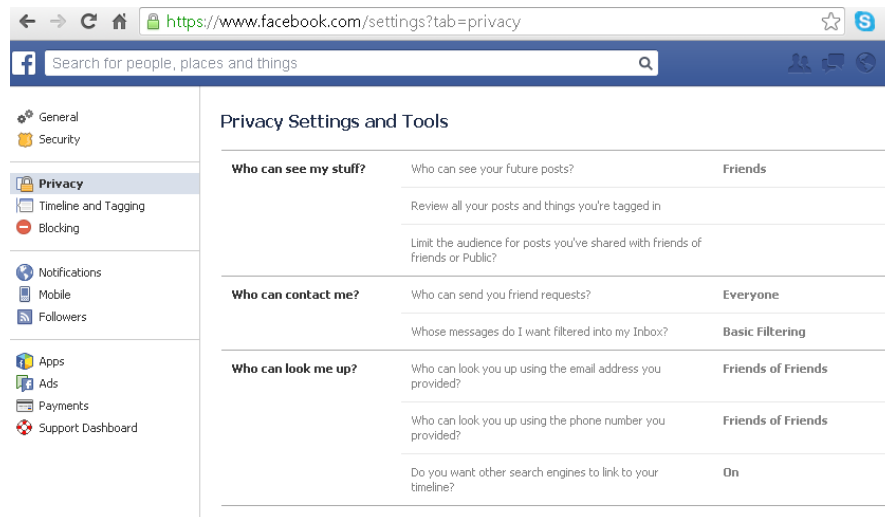 https://www.facebook.com/settings?tab=privacy
S
f
Search for people, places and things
General
Security
Privacy
Timeline and Tagging
Blocking
Notifications
Mobile
Followers
Apps
Ads
Payments
Support Dashboard
Privacy Settings and Tools
Who can see my stuff?
Who can see your future posts?
Friends
Review all your posts and things you're tagged in
Limit the audience for posts you've shared with friends of
friends or Public?
Who can contact me?
Who can send you friend requests?
Everyone
Whose messages do I want filtered into my Inbox?
Basic Filtering
Who can look me up?
Who can look you up using the email address you
provided?
Friends of Friends
Who can look you up using the phone number you
provided?
Friends of Friends
Do you want other search engines to link to your
timeline?
On